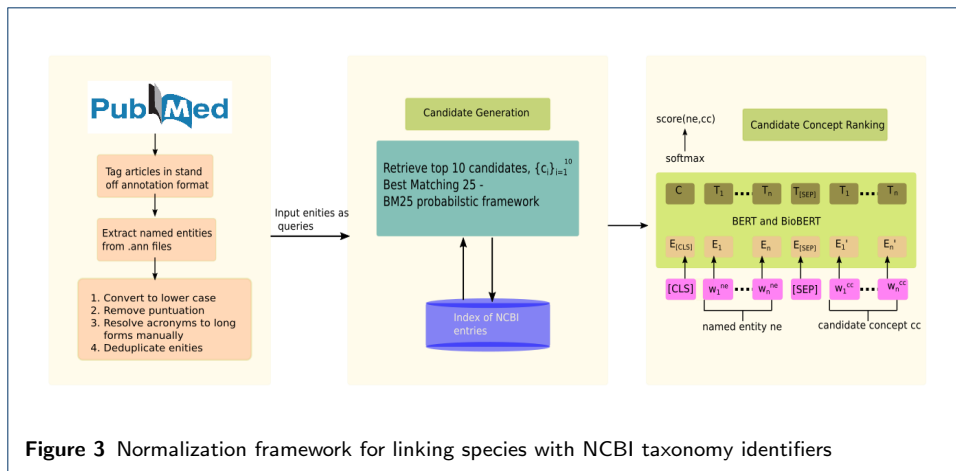 PubMed
Tag articles in stand
off annotation format
Extract named entities
from .ann files
1. Convert to lower case
2. Remove puntuation
3. Resolve acronyms to long
forms manually
4. Deduplicate enities
Input enities as
queries
Candidate Generation
Retrieve top 10 candidates, {c_i}_{i=1}^{10}
Best Matching 25 -
BM25 probabilstic framework
Index of NCBI
entries
score(ne,cc)
softmax
Candidate Concept Ranking
C T_1 ... T_n T_[SEP] T_1 ... T_n
BERT and BioBERT
E_[CLS] E_1 E_n E_[SEP] E_1' E_n'
[CLS] w_1^ne ... w_n^ne [SEP] w_1^cc ... w_n^cc
named entity ne candidate concept cc
Figure 3 Normalization framework for linking species with NCBI taxonomy identifiers